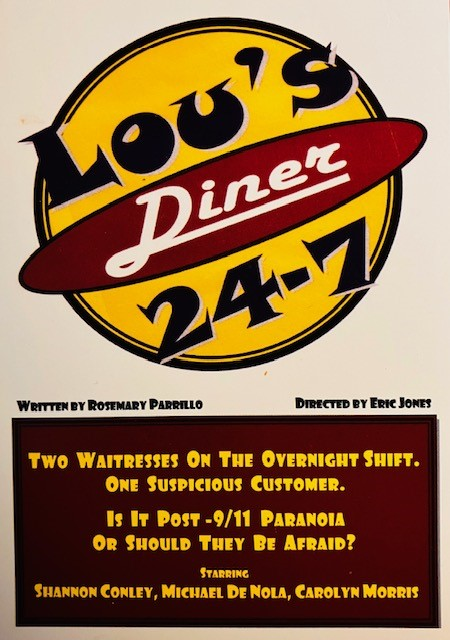 Lou's
Diner
24-7
Written by Rosemary Parrillo
Directed by Eric Jones
Two Waitresses On The Overnight Shift.
One Suspicious Customer.
Is It Post -9/11 Paranoia
Or Should They Be Afraid?
Starring
Shannon Conley, Michael De Nola, Carolyn Morris